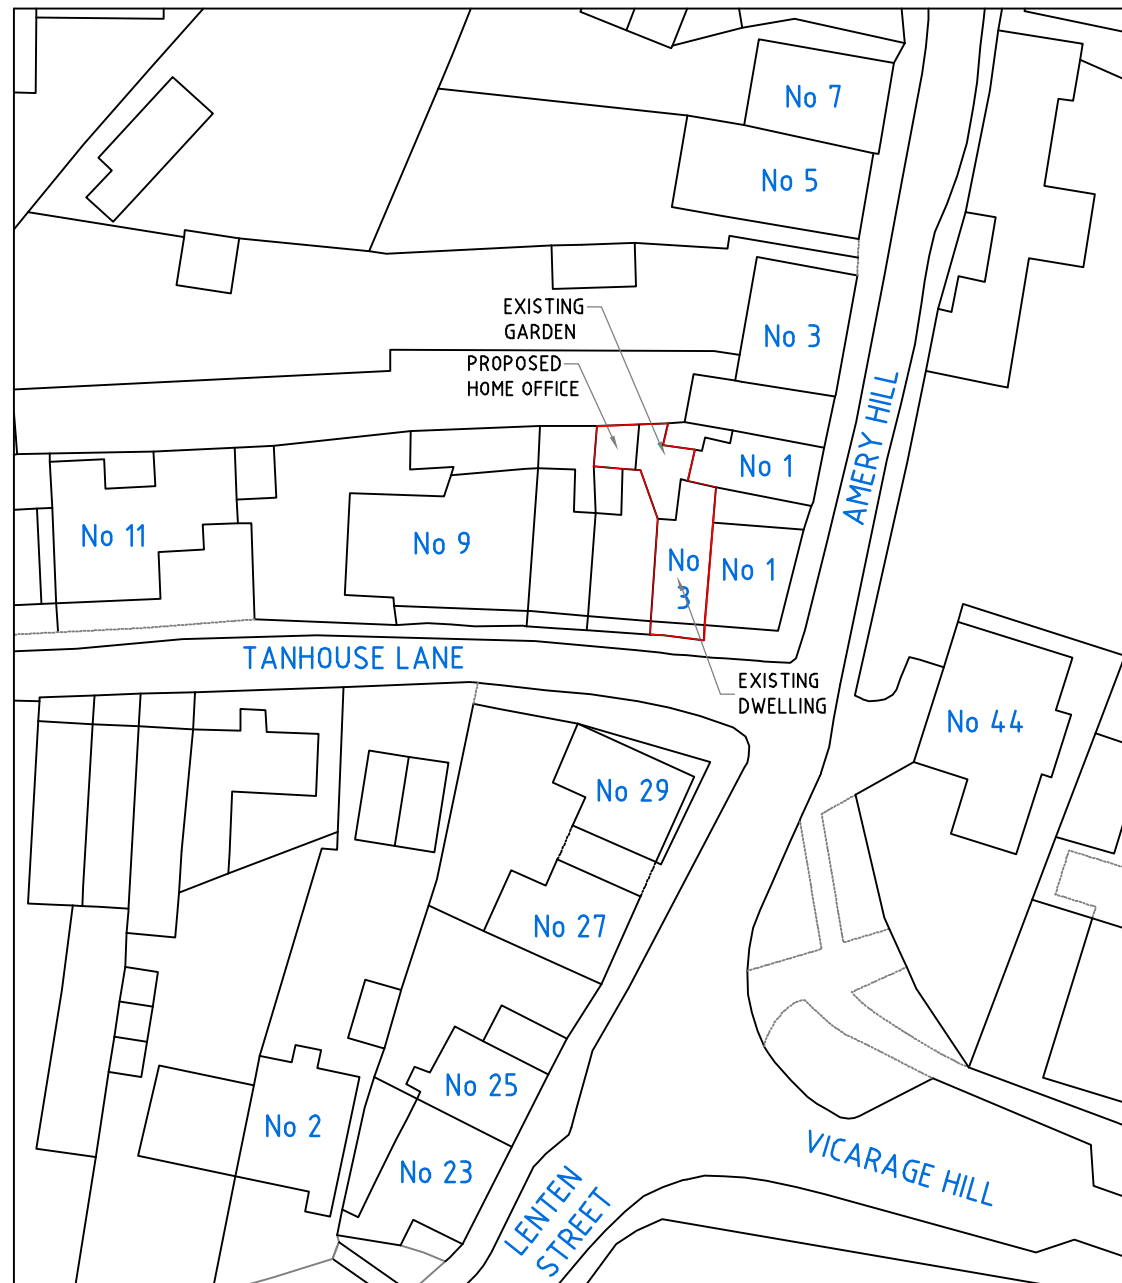 No 7
No 5
EXISTING
GARDEN
No 3
PROPOSED
HOME OFFICE
AMERY HILL
No 1
No 11
No 9
No
3
No 1
TANHOUSE LANE
EXISTING
DWELLING
No 44
No 29
No 27
No 25
No 2
No 23
VICARAGE HILL
LENTEN
STREET